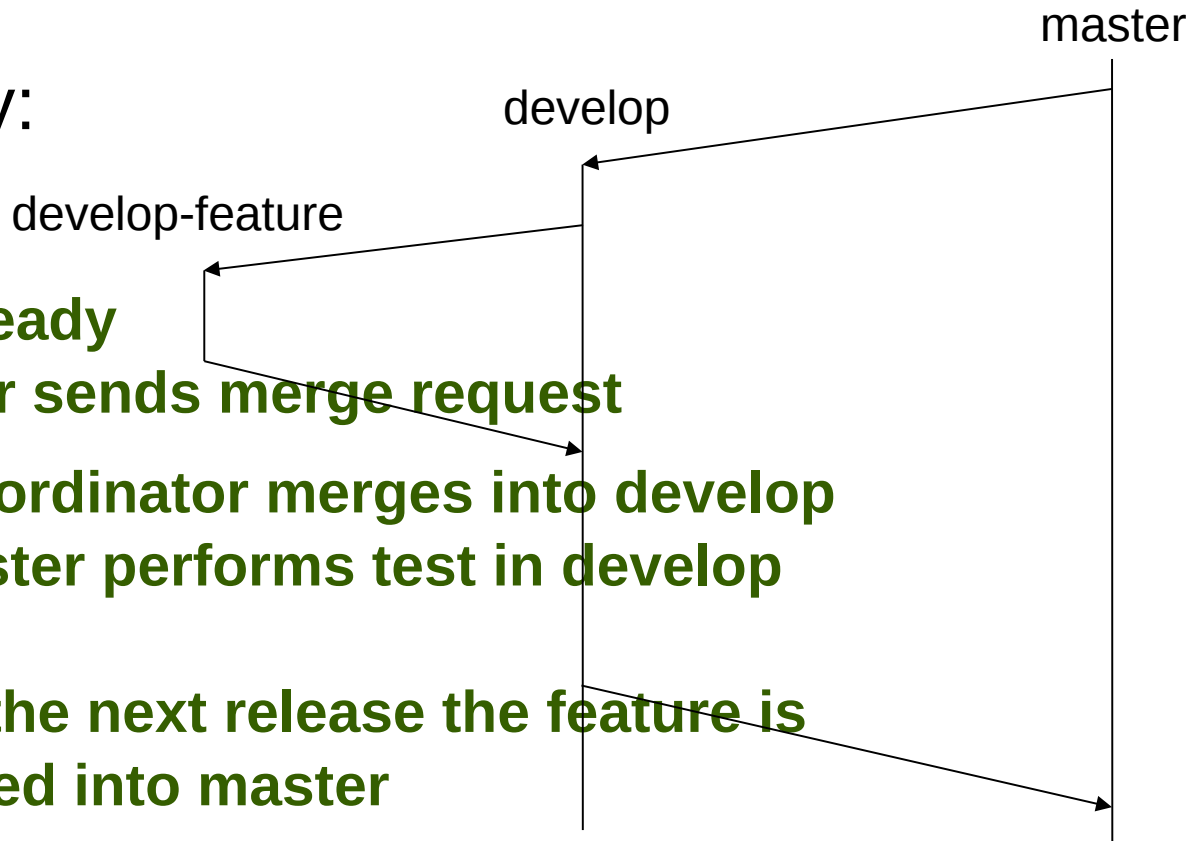 master
y:
develop
develop-feature
eady
r sends merge request
ordinator merges into develop
ster performs test in develop
the next release the feature is
ed into master